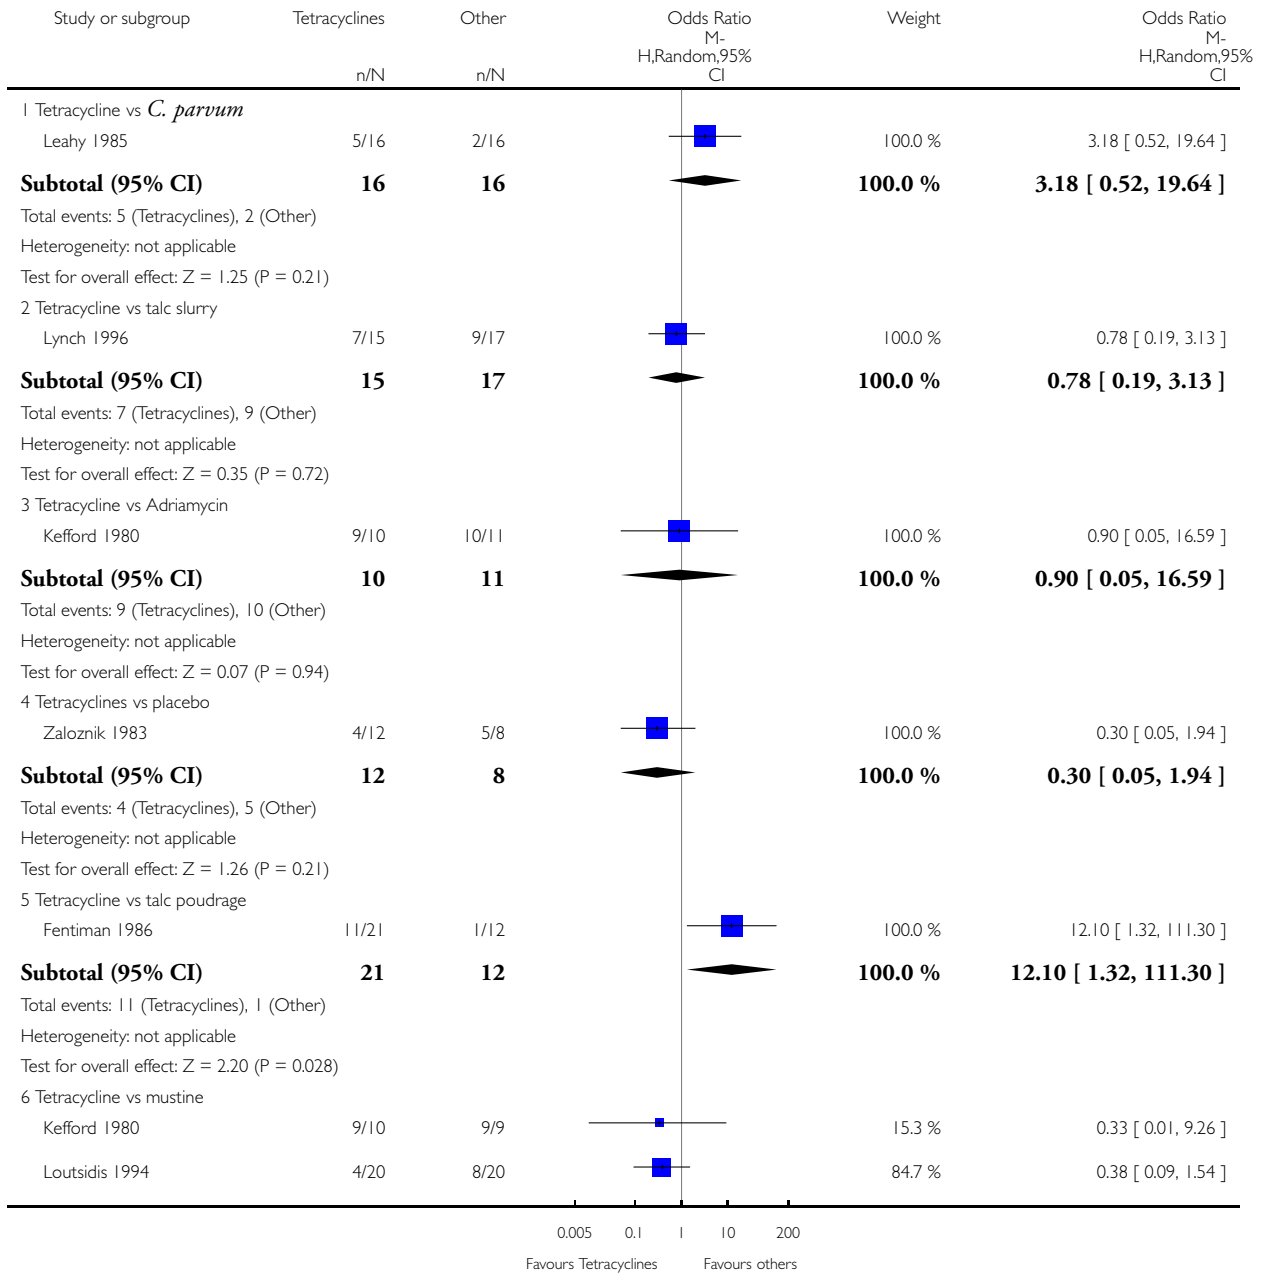 Study or subgroup Tetracyclines Other Odds Ratio Weight Odds Ratio
M-H,Random,95% CI M-H,Random,95% CI
n/N n/N
1 Tetracycline vs C. parvum
Leahy 1985 5/16 2/16 100.0 % 3.18 [ 0.52, 19.64 ]
Subtotal (95% CI) 16 16 100.0 % 3.18 [ 0.52, 19.64 ]
Total events: 5 (Tetracyclines), 2 (Other)
Heterogeneity: not applicable
Test for overall effect: Z = 1.25 (P = 0.21)
2 Tetracycline vs talc slurry
Lynch 1996 7/15 9/17 100.0 % 0.78 [ 0.19, 3.13 ]
Subtotal (95% CI) 15 17 100.0 % 0.78 [ 0.19, 3.13 ]
Total events: 7 (Tetracyclines), 9 (Other)
Heterogeneity: not applicable
Test for overall effect: Z = 0.35 (P = 0.72)
3 Tetracycline vs Adriamycin
Kefford 1980 9/10 10/11 100.0 % 0.90 [ 0.05, 16.59 ]
Subtotal (95% CI) 10 11 100.0 % 0.90 [ 0.05, 16.59 ]
Total events: 9 (Tetracyclines), 10 (Other)
Heterogeneity: not applicable
Test for overall effect: Z = 0.07 (P = 0.94)
4 Tetracyclines vs placebo
Zaloznik 1983 4/12 5/8 100.0 % 0.30 [ 0.05, 1.94 ]
Subtotal (95% CI) 12 8 100.0 % 0.30 [ 0.05, 1.94 ]
Total events: 4 (Tetracyclines), 5 (Other)
Heterogeneity: not applicable
Test for overall effect: Z = 1.26 (P = 0.21)
5 Tetracycline vs talc poudrage
Fentiman 1986 11/21 1/12 100.0 % 12.10 [ 1.32, 111.30 ]
Subtotal (95% CI) 21 12 100.0 % 12.10 [ 1.32, 111.30 ]
Total events: 11 (Tetracyclines), 1 (Other)
Heterogeneity: not applicable
Test for overall effect: Z = 2.20 (P = 0.028)
6 Tetracycline vs mustine
Kefford 1980 9/10 9/9 15.3 % 0.33 [ 0.01, 9.26 ]
Loutsidis 1994 4/20 8/20 84.7 % 0.38 [ 0.09, 1.54 ]
0.005 0.1 1 10 200
Favours Tetracyclines Favours others